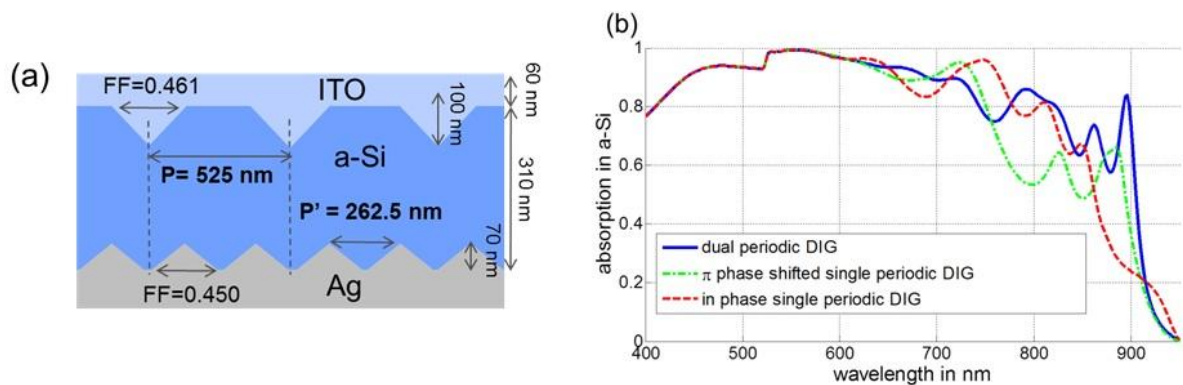 (a)
FF=0.461
ITO
60 nm
100 nm
a-Si
P= 525 nm
310 nm
P' = 262.5 nm
70 nm
FF=0.450
Ag
(b)
absorption in a-Si
1
0.8
0.6
0.4
0.2
0
dual periodic DIG
π phase shifted single periodic DIG
in phase single periodic DIG
400 500 600 700 800 900
wavelength in nm